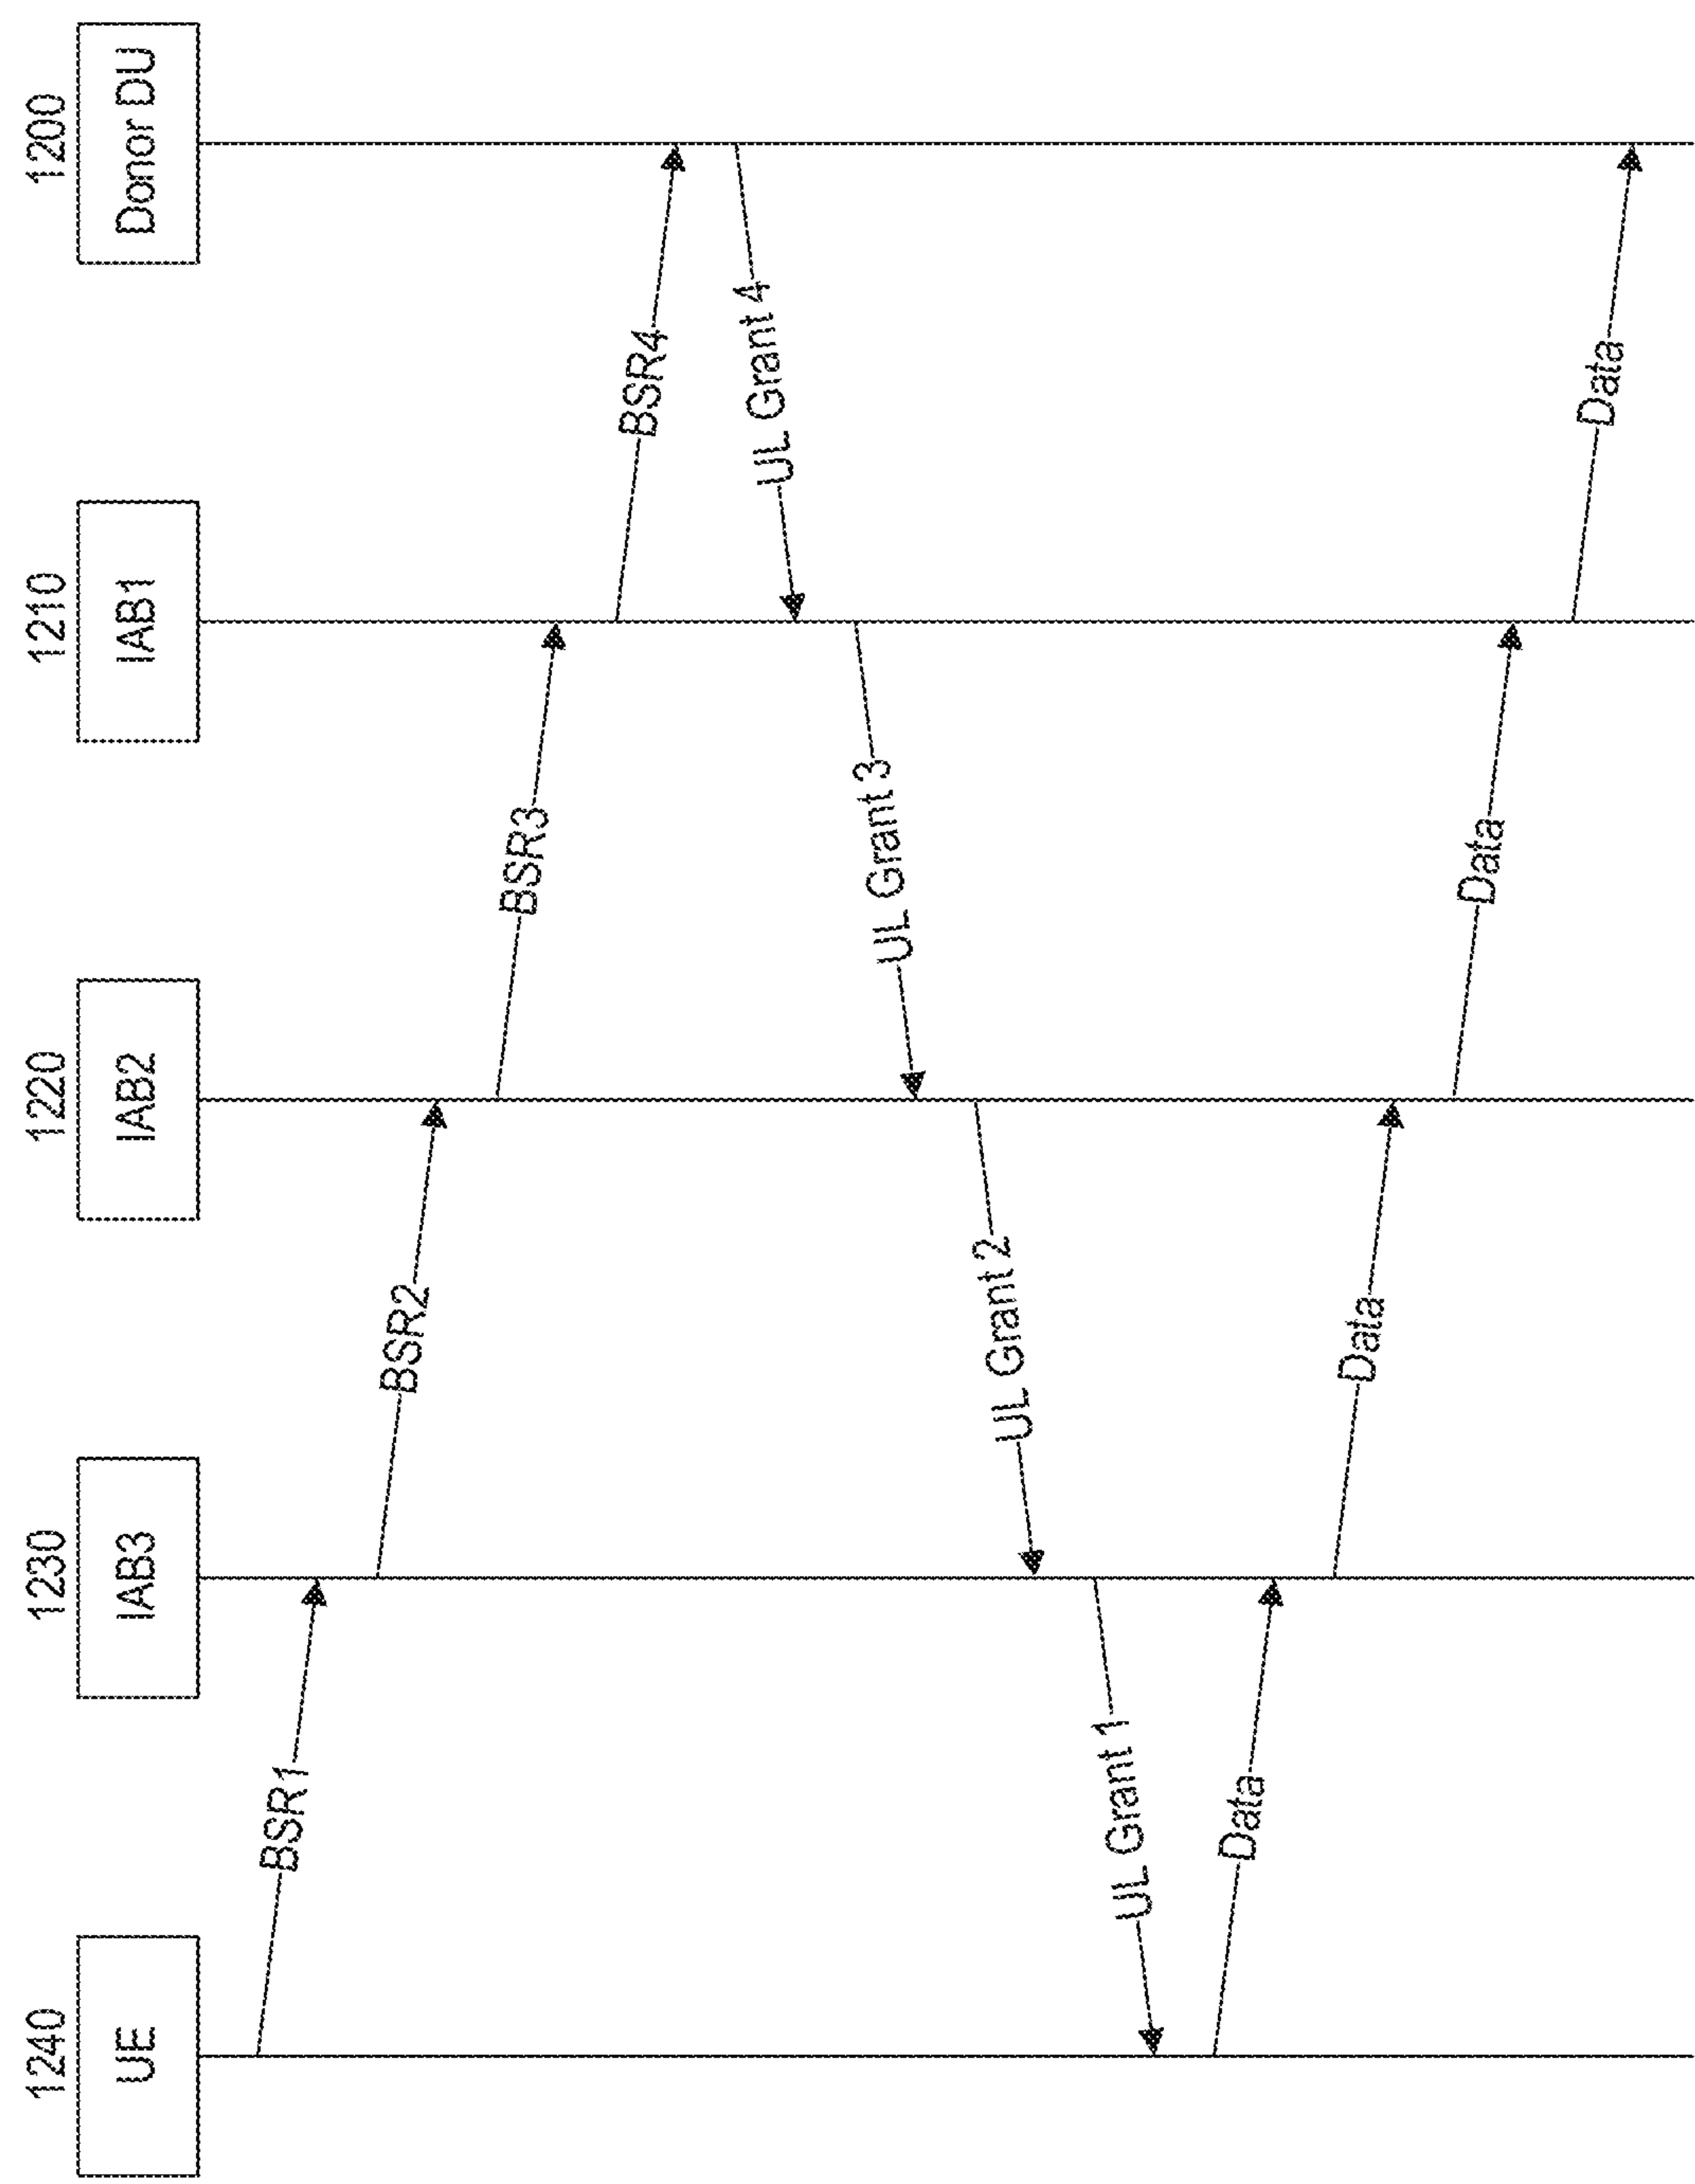 1240
1230
1220
1210
1200
UE
IAB3
IAB2
IAB1
Donor DU
BSR1
BSR2
BSR3
BSR4
UL Grant 4
UL Grant 3
UL Grant 2
UL Grant 1
Data
Data
Data
Data